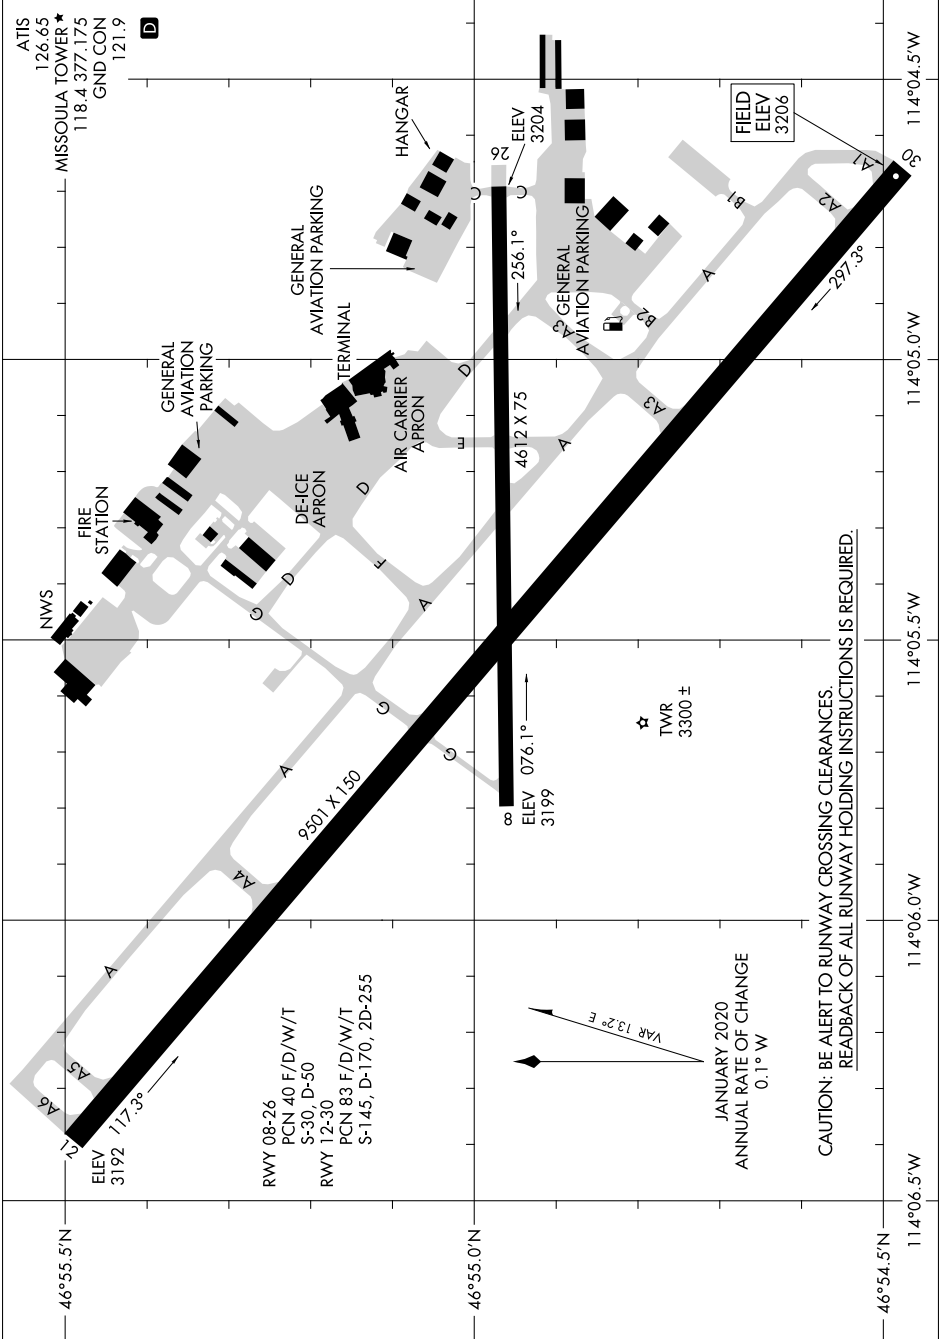 ATIS
126.65
MISSOULA TOWER★
118.4 377.175
GND CON
121.9
D
HANGAR
GENERAL
AVIATION PARKING
TERMINAL
GENERAL
AVIATION
PARKING
FIRE
STATION
NWS
DE-ICE
APRON
AIR CARRIER
APRON
ELEV
3204
26
256.1°
GENERAL
AVIATION PARKING
FIELD
ELEV
3206
30
297.3°
A1
A2
B1
B2
A
A3
A3
C
C
D
E
A
D
F
D
G
A
G
G
A
A4
A
A5
A6
4612 X 75
9501 X 150
8
076.1°
ELEV
3199
TWR
3300 ±
12
117.3°
ELEV
3192
RWY 08-26
PCN 40 F/D/W/T
S-30, D-50
RWY 12-30
PCN 83 F/D/W/T
S-145, D-170, 2D-255
VAR 13.2° E
JANUARY 2020
ANNUAL RATE OF CHANGE
0.1° W
CAUTION: BE ALERT TO RUNWAY CROSSING CLEARANCES.
READBACK OF ALL RUNWAY HOLDING INSTRUCTIONS IS REQUIRED.
46°55.5'N
46°55.0'N
46°54.5'N
114°06.5'W
114°06.0'W
114°05.5'W
114°05.0'W
114°04.5'W